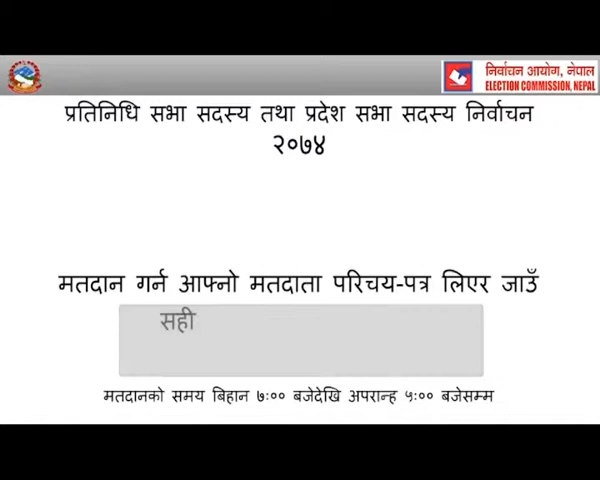 निर्वाचन आयोग, नेपाल
ELECTION COMMISSION, NEPAL
प्रतिनिधि सभा सदस्य तथा प्रदेश सभा सदस्य निर्वाचन
२०७४
मतदान गर्न आफ्नो मतदाता परिचय-पत्र लिएर जाउँ
सही
मतदानको समय बिहान ७:०० बजेदेखि अपरान्ह ५:०० बजेसम्म